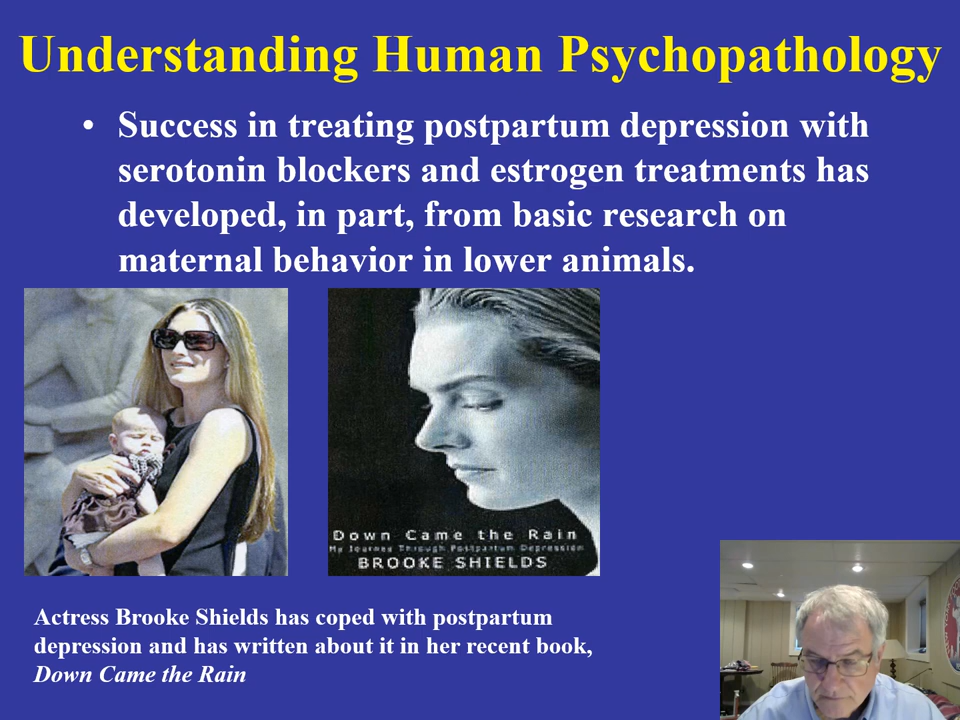 Understanding Human Psychopathology
• Success in treating postpartum depression with
serotonin blockers and estrogen treatments has
developed, in part, from basic research on
maternal behavior in lower animals.
Down Came the Rain
My Journey Through Postpartum Depression
BROOKE SHIELDS
Actress Brooke Shields has coped with postpartum
depression and has written about it in her recent book,
Down Came the Rain